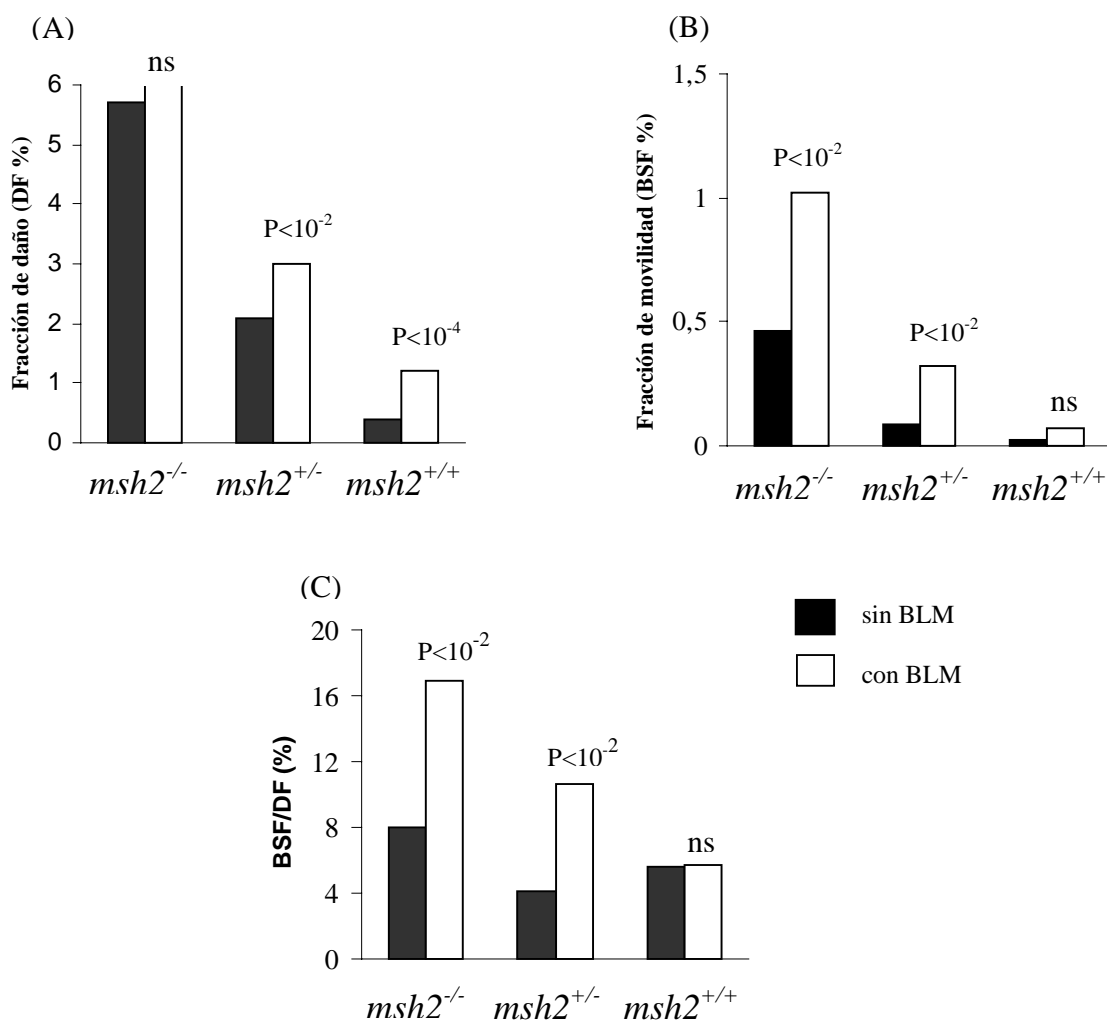 (A)
ns
Fracción de daño (DF %)
6
5
4
3
2
1
0
P<10⁻²
P<10⁻⁴
msh2⁻/⁻ msh2⁺/⁻ msh2⁺/⁺
(B)
Fracción de movilidad (BSF %)
1,5
1
0,5
0
P<10⁻²
P<10⁻²
ns
msh2⁻/⁻ msh2⁺/⁻ msh2⁺/⁺
(C)
BSF/DF (%)
20
16
12
8
4
0
P<10⁻²
P<10⁻²
ns
msh2⁻/⁻ msh2⁺/⁻ msh2⁺/⁺
sin BLM
con BLM